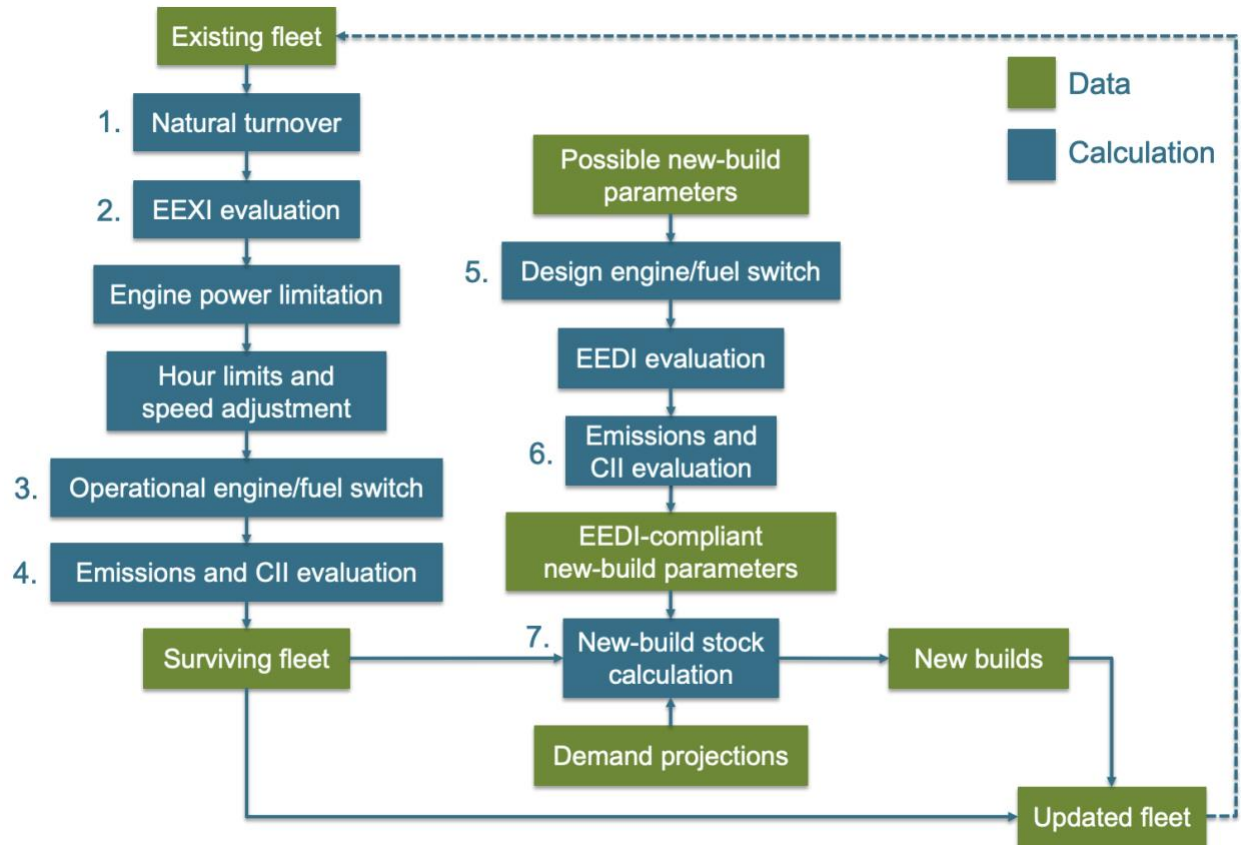 Existing fleet
1. Natural turnover
2. EEXI evaluation
Engine power limitation
Hour limits and
speed adjustment
3. Operational engine/fuel switch
4. Emissions and CII evaluation
Surviving fleet
Possible new-build
parameters
5. Design engine/fuel switch
EEDI evaluation
6. Emissions and
CII evaluation
EEDI-compliant
new-build parameters
7. New-build stock
calculation
Demand projections
New builds
Updated fleet
Data
Calculation